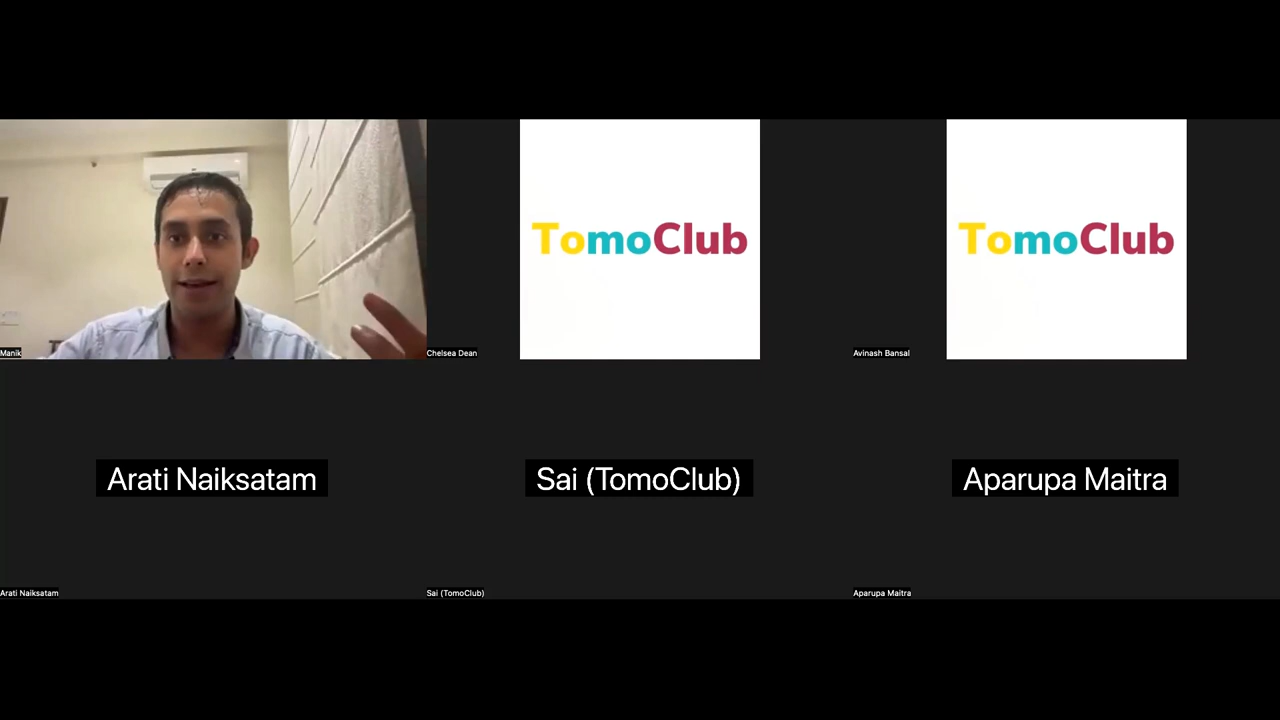 TomoClub
TomoClub
Manik
Chelsea Dean
Avinash Bansal
Arati Naiksatam
Sai (TomoClub)
Aparupa Maitra
Arati Naiksatam
Sai (TomoClub)
Aparupa Maitra